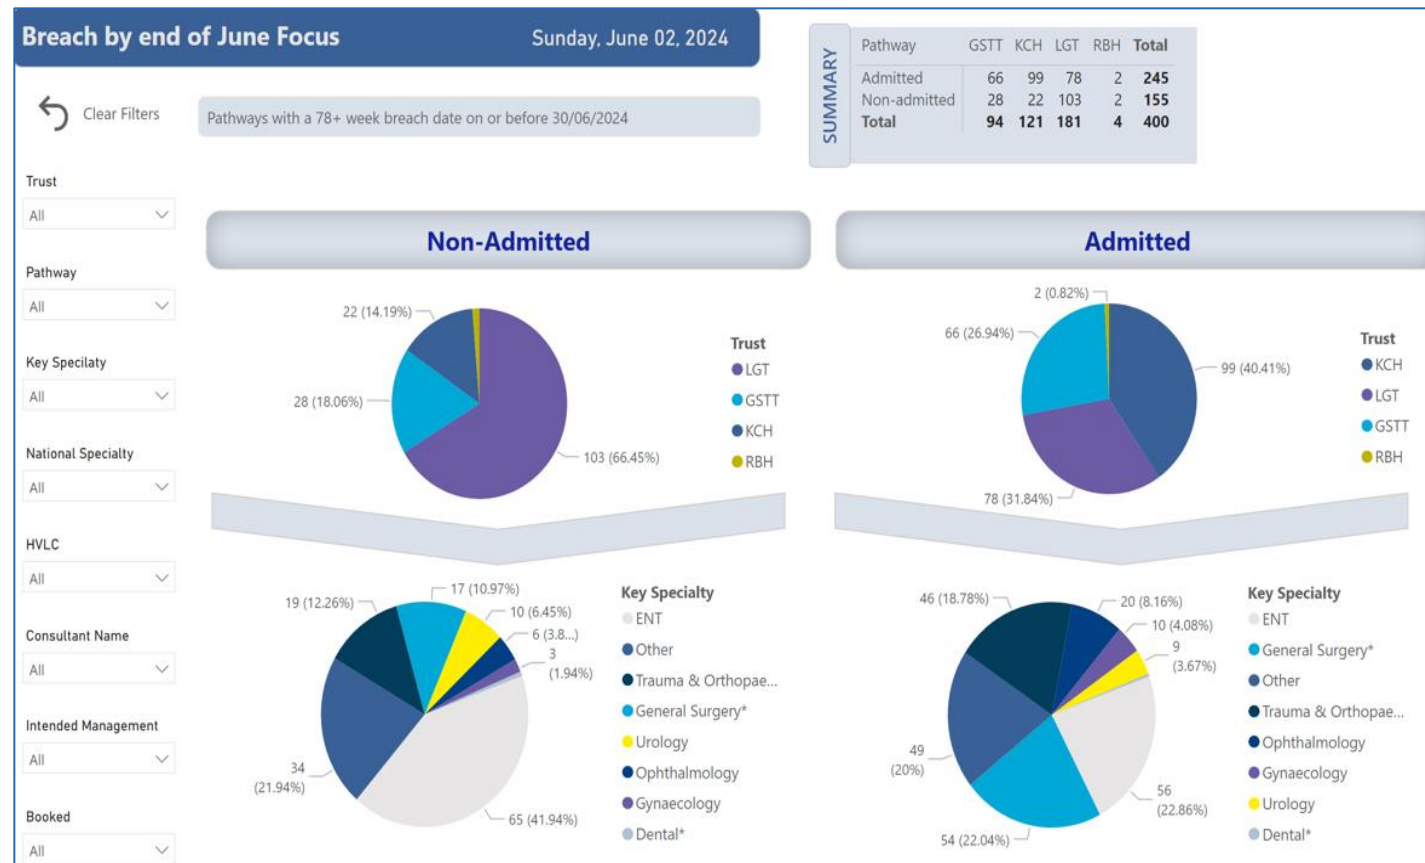 Breach by end of June Focus
Sunday, June 02, 2024
SUMMARY
Pathway GSTT KCH LGT RBH Total
Admitted 66 99 78 2 245
Non-admitted 28 22 103 2 155
Total 94 121 181 4 400
Clear Filters
Pathways with a 78+ week breach date on or before 30/06/2024
Trust
All
Pathway
All
Key Specilaty
All
National Specialty
All
HVLC
All
Consultant Name
All
Intended Management
All
Booked
All
Non-Admitted
22 (14.19%)
28 (18.06%)
103 (66.45%)
Trust
LGT
GSTT
KCH
RBH
19 (12.26%)
17 (10.97%)
10 (6.45%)
6 (3.8...)
3
(1.94%)
34
(21.94%)
65 (41.94%)
Key Specialty
ENT
Other
Trauma & Orthopae...
General Surgery*
Urology
Ophthalmology
Gynaecology
Dental*
Admitted
2 (0.82%)
66 (26.94%)
99 (40.41%)
78 (31.84%)
Trust
KCH
LGT
GSTT
RBH
46 (18.78%)
20 (8.16%)
10 (4.08%)
9
(3.67%)
49
(20%)
56
(22.86%)
54 (22.04%)
Key Specialty
ENT
General Surgery*
Other
Trauma & Orthopae...
Ophthalmology
Gynaecology
Urology
Dental*